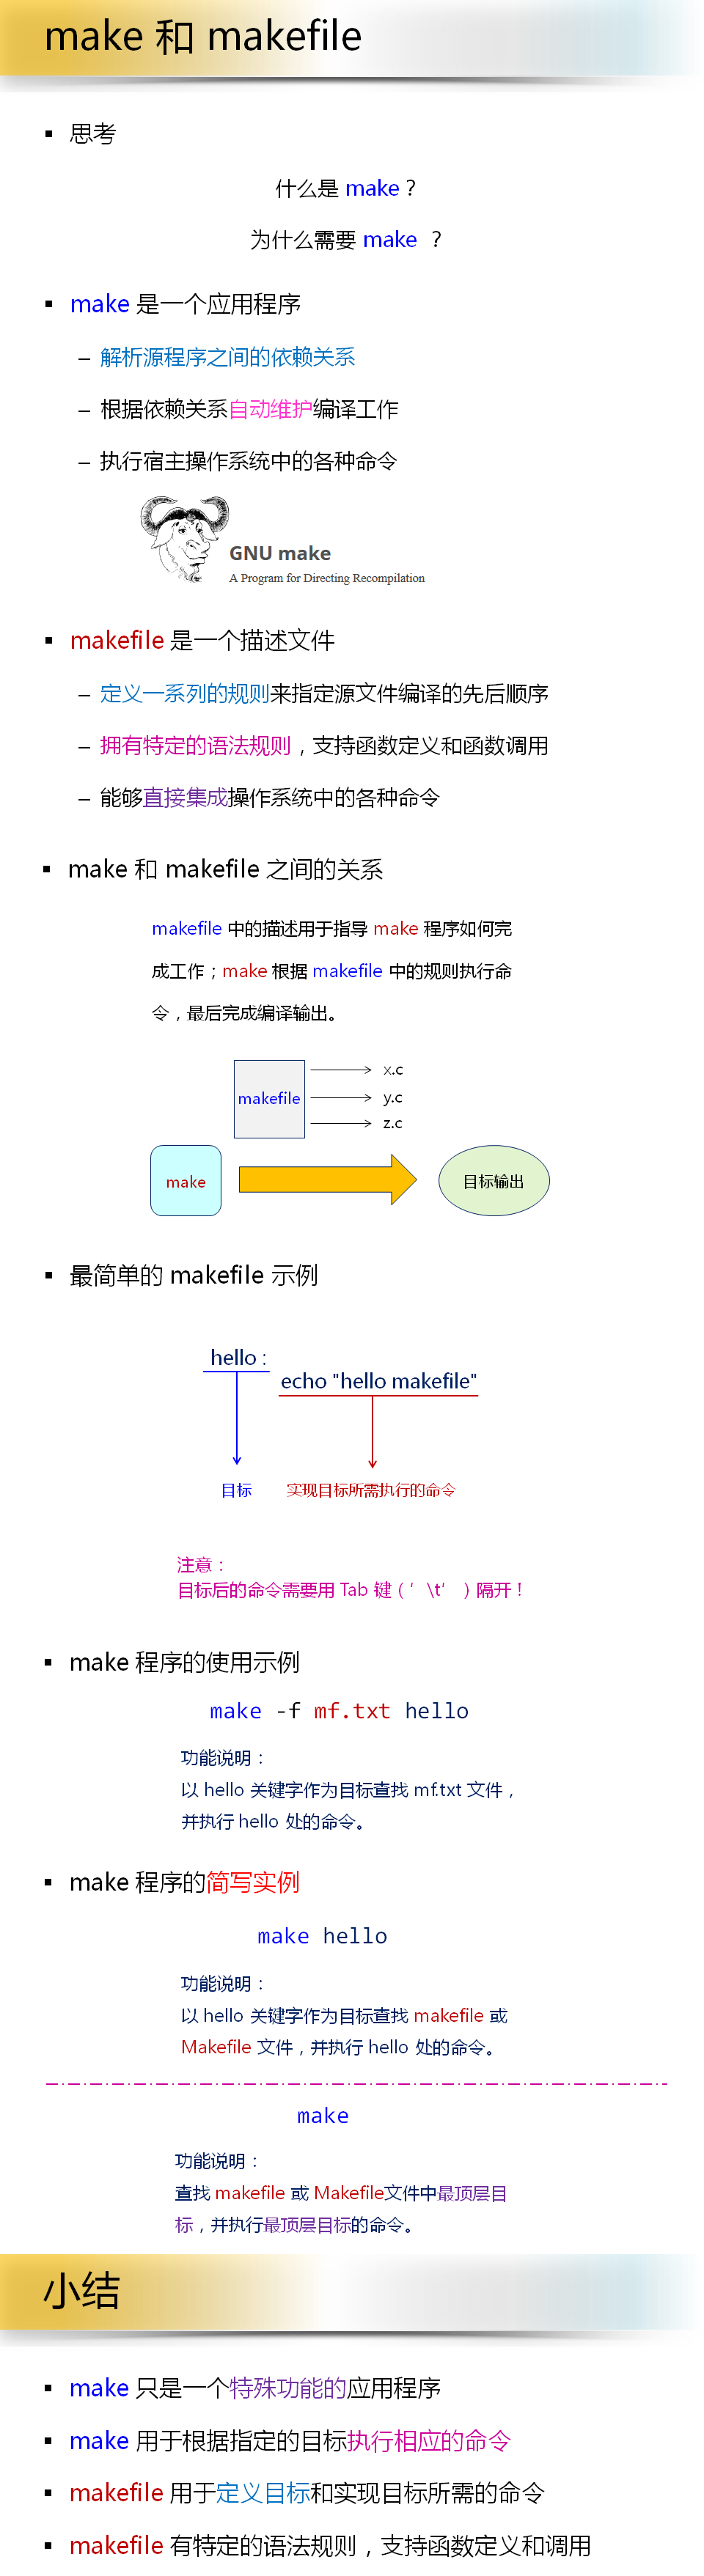 make 和 makefile
▪ 思考
什么是 make ?
为什么需要 make ?
▪ make 是一个应用程序
– 解析源程序之间的依赖关系
– 根据依赖关系自动维护编译工作
– 执行宿主操作系统中的各种命令
GNU make
A Program for Directing Recompilation
▪ makefile 是一个描述文件
– 定义一系列的规则来指定源文件编译的先后顺序
– 拥有特定的语法规则，支持函数定义和函数调用
– 能够直接集成操作系统中的各种命令
▪ make 和 makefile 之间的关系
makefile 中的描述用于指导 make 程序如何完
成工作；make 根据 makefile 中的规则执行命
令，最后完成编译输出。
x.c
makefile
y.c
z.c
make
目标输出
▪ 最简单的 makefile 示例
hello :
echo "hello makefile"
目标
实现目标所需执行的命令
注意：
目标后的命令需要用 Tab 键（'\t'）隔开！
▪ make 程序的使用示例
make -f mf.txt hello
功能说明：
以 hello 关键字作为目标查找 mf.txt 文件，
并执行 hello 处的命令。
▪ make 程序的简写实例
make hello
功能说明：
以 hello 关键字作为目标查找 makefile 或
Makefile 文件，并执行 hello 处的命令。
make
功能说明：
查找 makefile 或 Makefile文件中最顶层目
标，并执行最顶层目标的命令。
小结
▪ make 只是一个特殊功能的应用程序
▪ make 用于根据指定的目标执行相应的命令
▪ makefile 用于定义目标和实现目标所需的命令
▪ makefile 有特定的语法规则，支持函数定义和调用